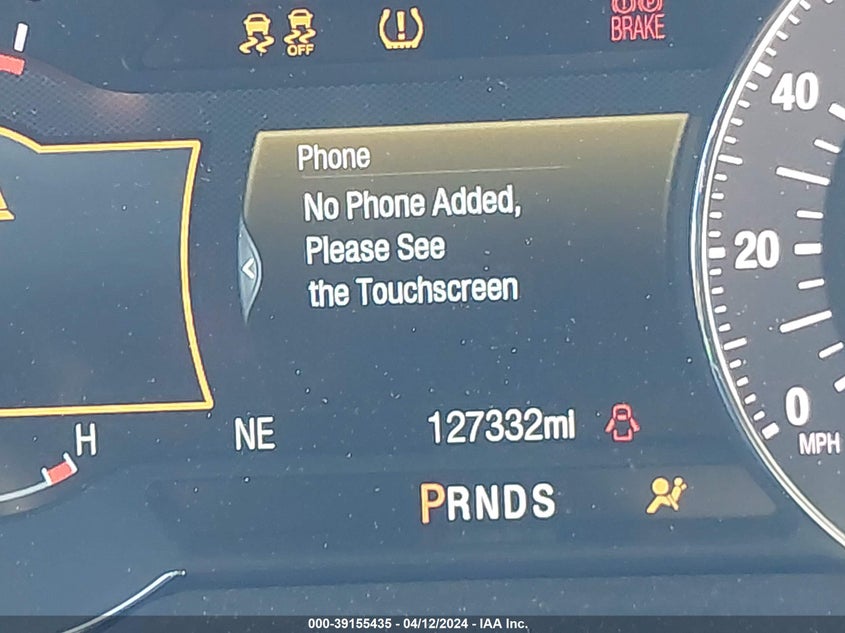 OFF
BRAKE
40
Phone
No Phone Added,
Please See
the Touchscreen
20
0
MPH
H
NE
127332mi
PRNDS
000-39155435 - 04/12/2024 - IAA Inc.